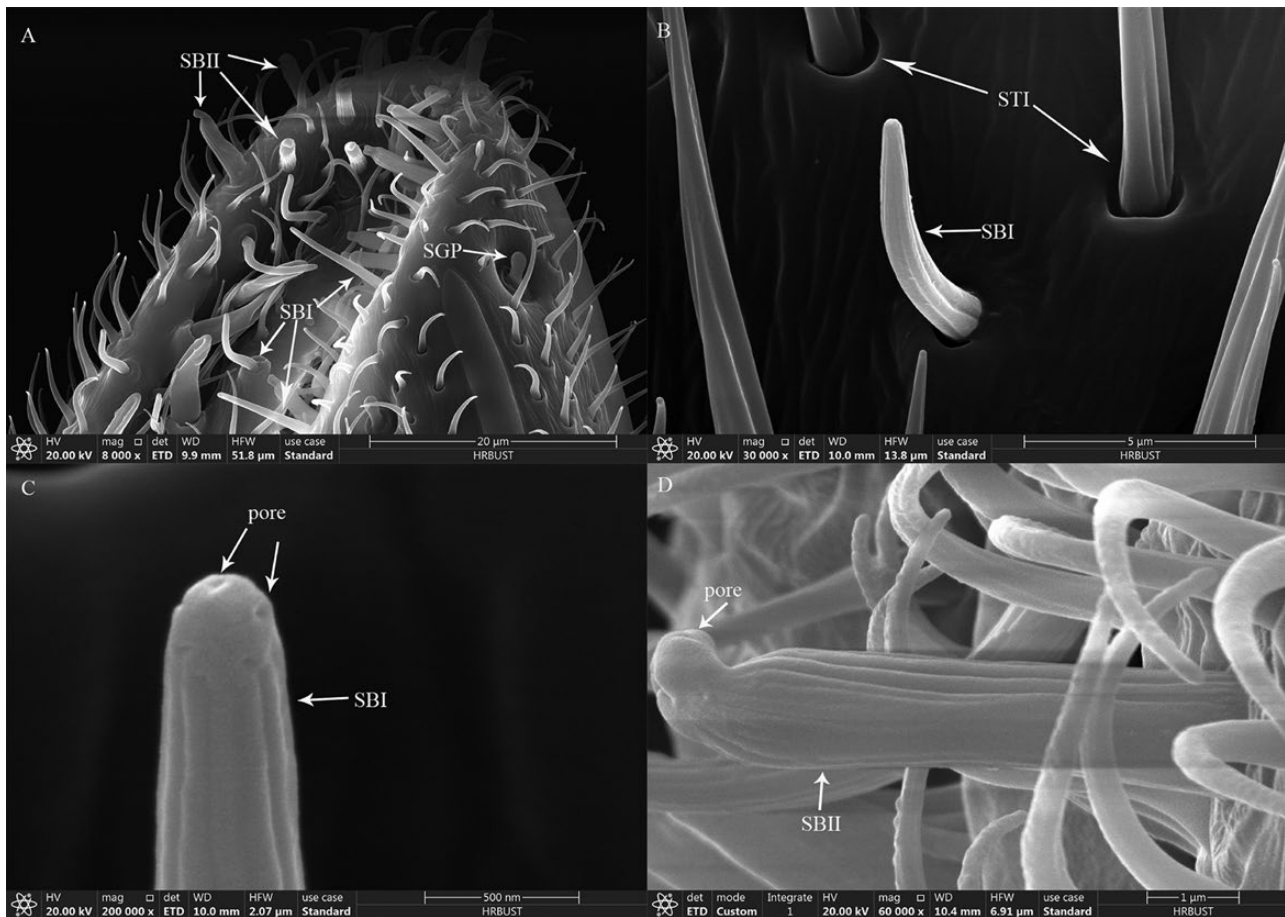 A
SBII
SGP
SBI
HV mag □ det WD HFW use case
20.00 kV 8 000 x ETD 9.9 mm 51.8 µm Standard
20 µm
HRBUST
B
STI
SBI
HV mag □ det WD HFW use case
20.00 kV 30 000 x ETD 10.0 mm 13.8 µm Standard
5 µm
HRBUST
C
pore
SBI
HV mag □ det WD HFW use case
20.00 kV 200 000 x ETD 10.0 mm 2.07 µm Standard
500 nm
HRBUST
D
pore
SBII
det mode Integrate HV mag □ WD HFW
ETD Custom 1 20.00 kV 60 000 x 10.4 mm 6.91 µm
1 µm
HRBUST